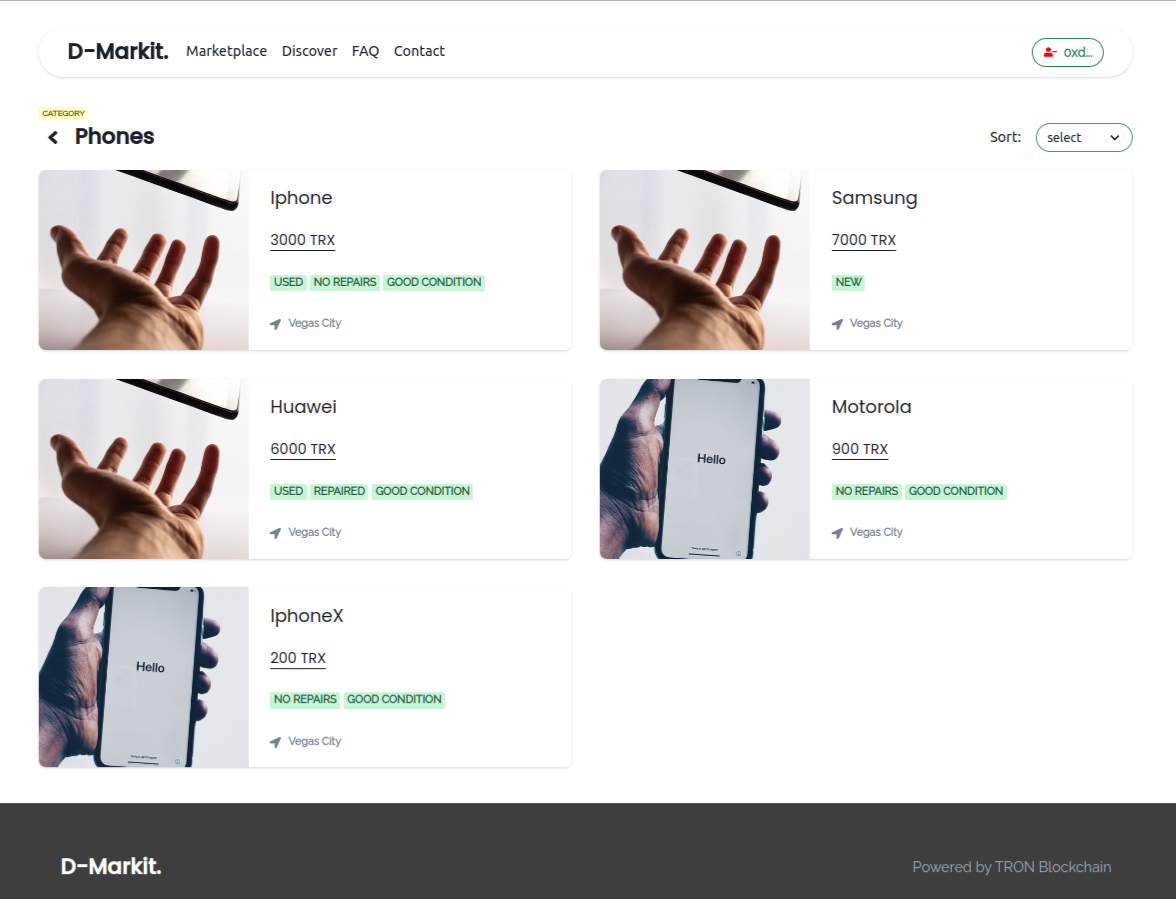 D-Markit. Marketplace Discover FAQ Contact 0xd...
CATEGORY
Phones Sort: select
Iphone
3000 TRX
USED NO REPAIRS GOOD CONDITION
Vegas CIty
Samsung
7000 TRX
NEW
Vegas CIty
Huawei
6000 TRX
USED REPAIRED GOOD CONDITION
Vegas CIty
Hello
Motorola
900 TRX
NO REPAIRS GOOD CONDITION
Vegas CIty
Hello
IphoneX
200 TRX
NO REPAIRS GOOD CONDITION
Vegas CIty
D-Markit. Powered by TRON Blockchain